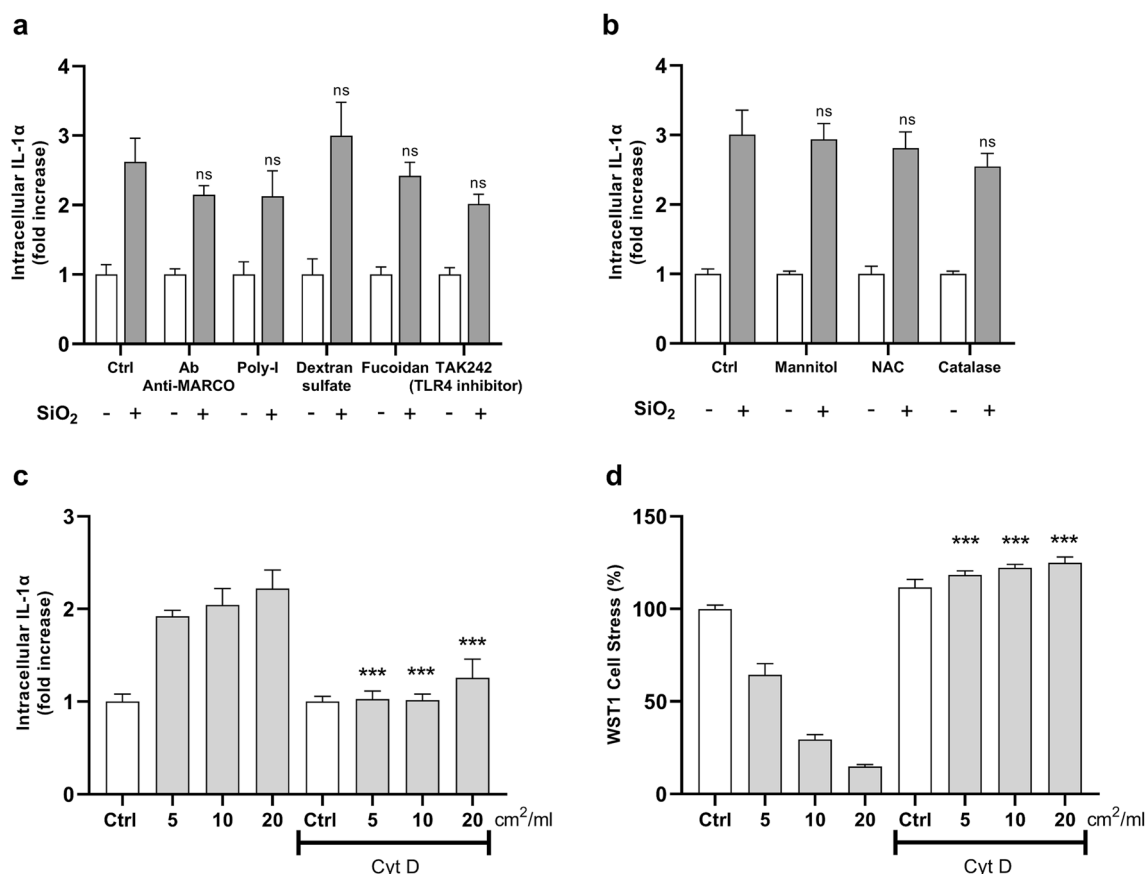 a
Intracellular IL-1α
(fold increase)
4
3
2
1
0
ns
ns
ns
ns
ns
Ctrl
Ab
Anti-MARCO
Poly-I
Dextran
sulfate
Fucoidan
TAK242
(TLR4 inhibitor)
SiO₂ - + - + - + - + - + - +
b
Intracellular IL-1α
(fold increase)
4
3
2
1
0
ns
ns
ns
Ctrl
Mannitol
NAC
Catalase
SiO₂ - + - + - + - +
c
Intracellular IL-1α
(fold increase)
3
2
1
0
***
***
***
Ctrl 5 10 20 Ctrl 5 10 20 cm²/ml
Cyt D
d
WST1 Cell Stress (%)
150
100
50
0
***
***
***
Ctrl 5 10 20 Ctrl 5 10 20 cm²/ml
Cyt D